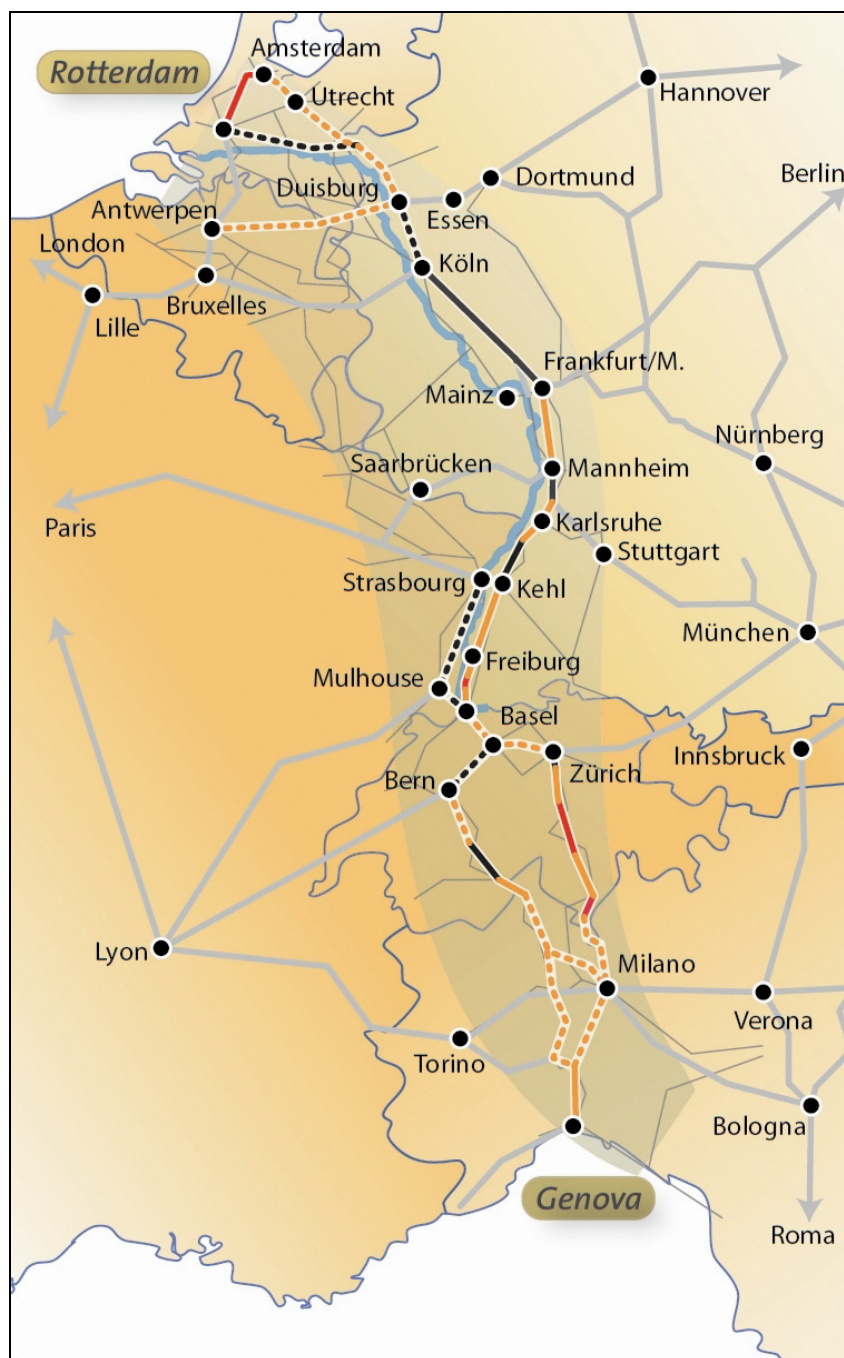 Amsterdam
Rotterdam
Utrecht
Hannover
Dortmund
Berlin
Duisburg
Essen
Antwerpen
London
Köln
Bruxelles
Lille
Frankfurt/M.
Mainz
Nürnberg
Saarbrücken
Mannheim
Paris
Karlsruhe
Stuttgart
Strasbourg
Kehl
München
Freiburg
Mulhouse
Basel
Innsbruck
Zürich
Bern
Lyon
Milano
Verona
Torino
Bologna
Genova
Roma